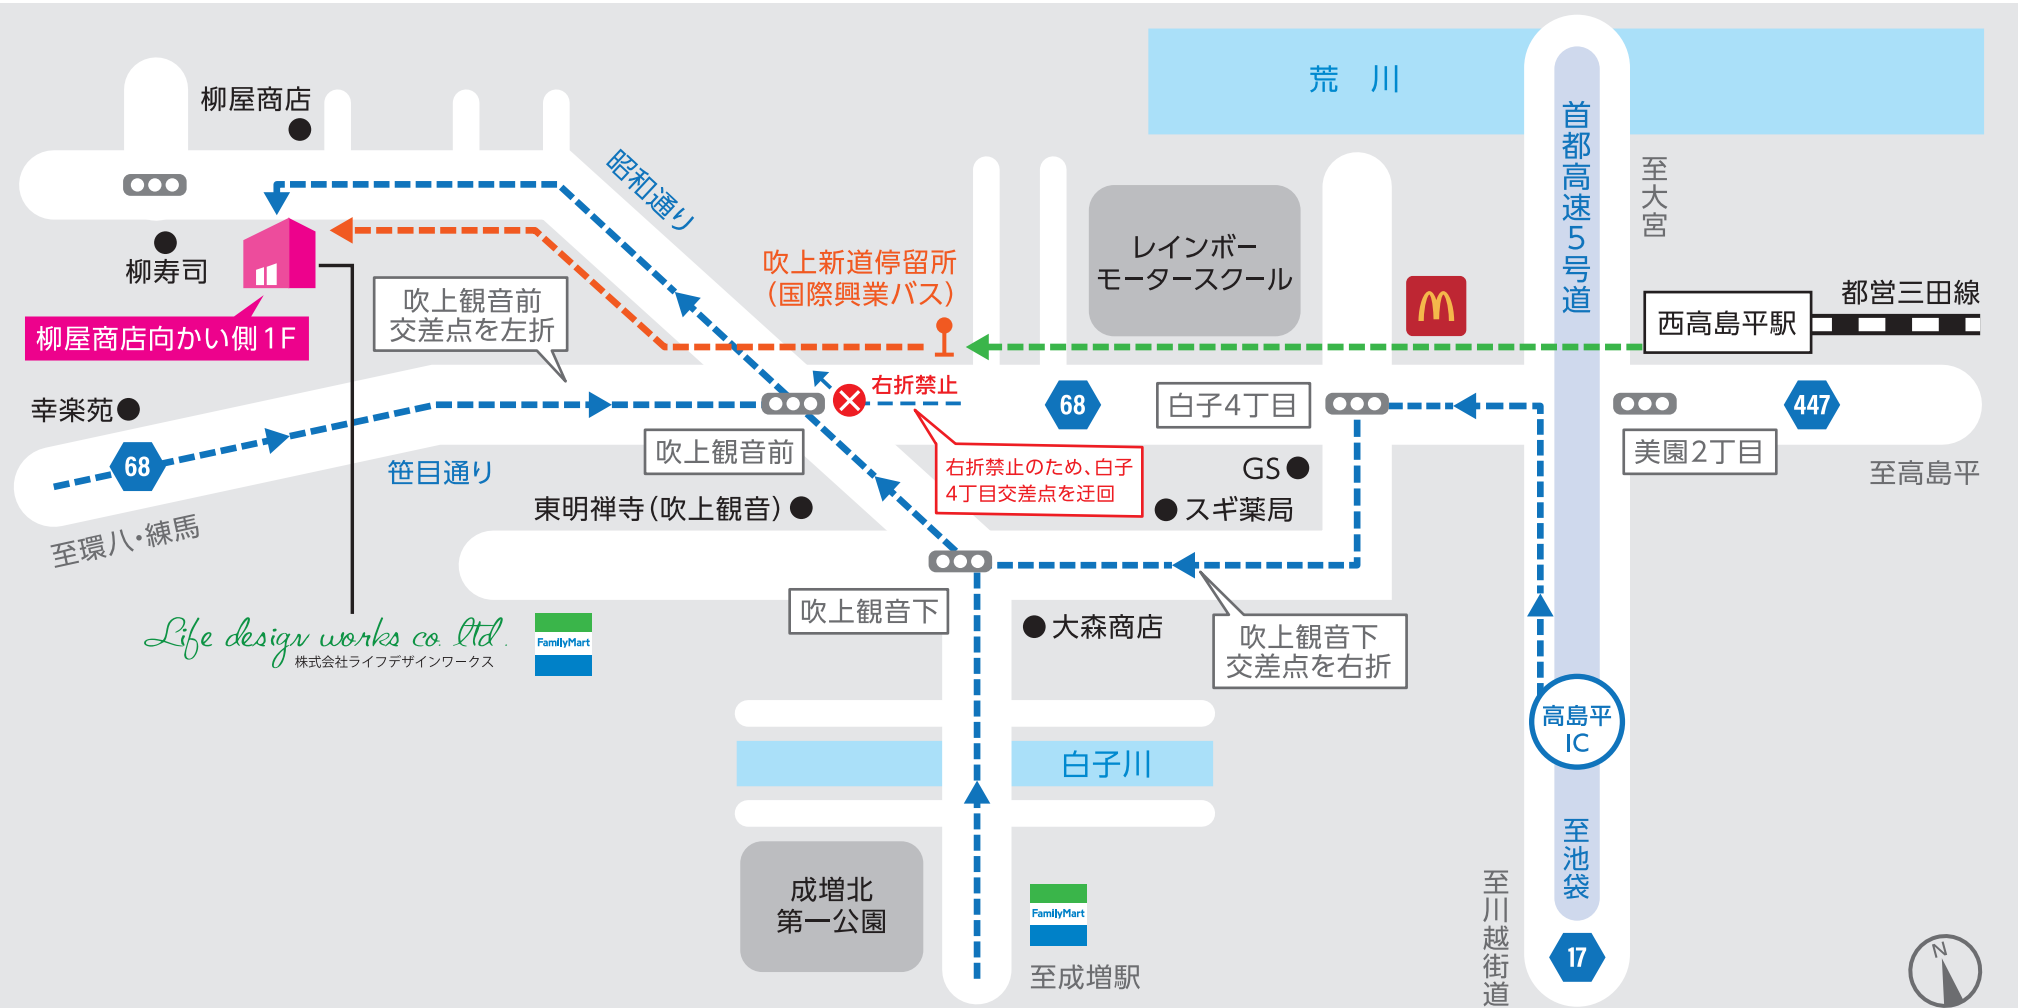 荒 川
首都高速5号道
至大宮
柳屋商店
昭和通り
レインボー
モータースクール
柳寿司
吹上新道停留所
（国際興業バス）
都営三田線
西高島平駅
柳屋商店向かい側1F
吹上観音前
交差点を左折
右折禁止
68
白子4丁目
447
幸楽苑
68
笹目通り
吹上観音前
右折禁止のため、白子
4丁目交差点を迂回
GS
美園2丁目
至高島平
スギ薬局
東明禅寺（吹上観音）
至環八・練馬
吹上観音下
大森商店
吹上観音下
交差点を右折
Life design works co. ltd.
株式会社ライフデザインワークス
FamilyMart
高島平
IC
白子川
至池袋
成増北
第一公園
FamilyMart
至成増駅
至川越街道
17
N